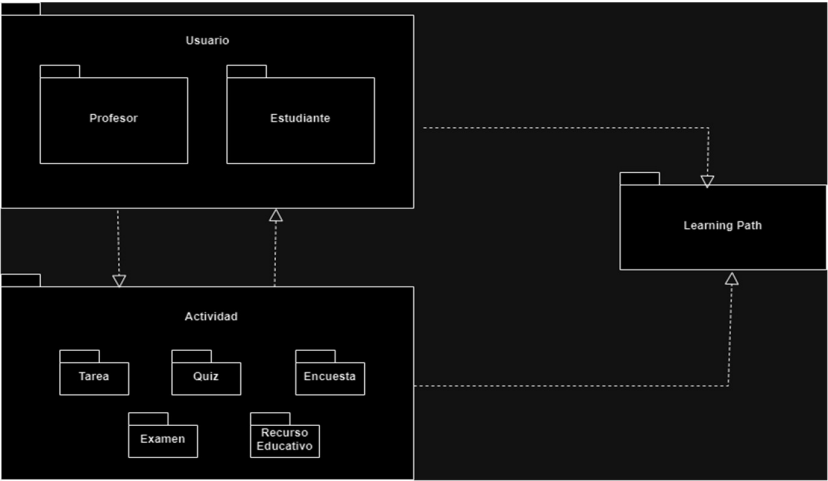 Usuario
Profesor
Estudiante
Learning Path
Actividad
Tarea
Quiz
Encuesta
Examen
Recurso
Educativo